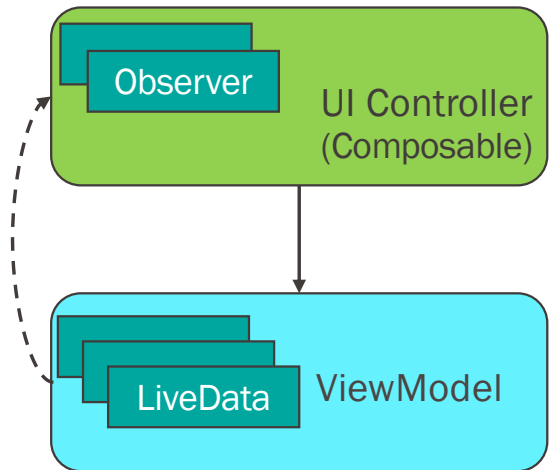 Observer
UI Controller
(Composable)
LiveData
ViewModel